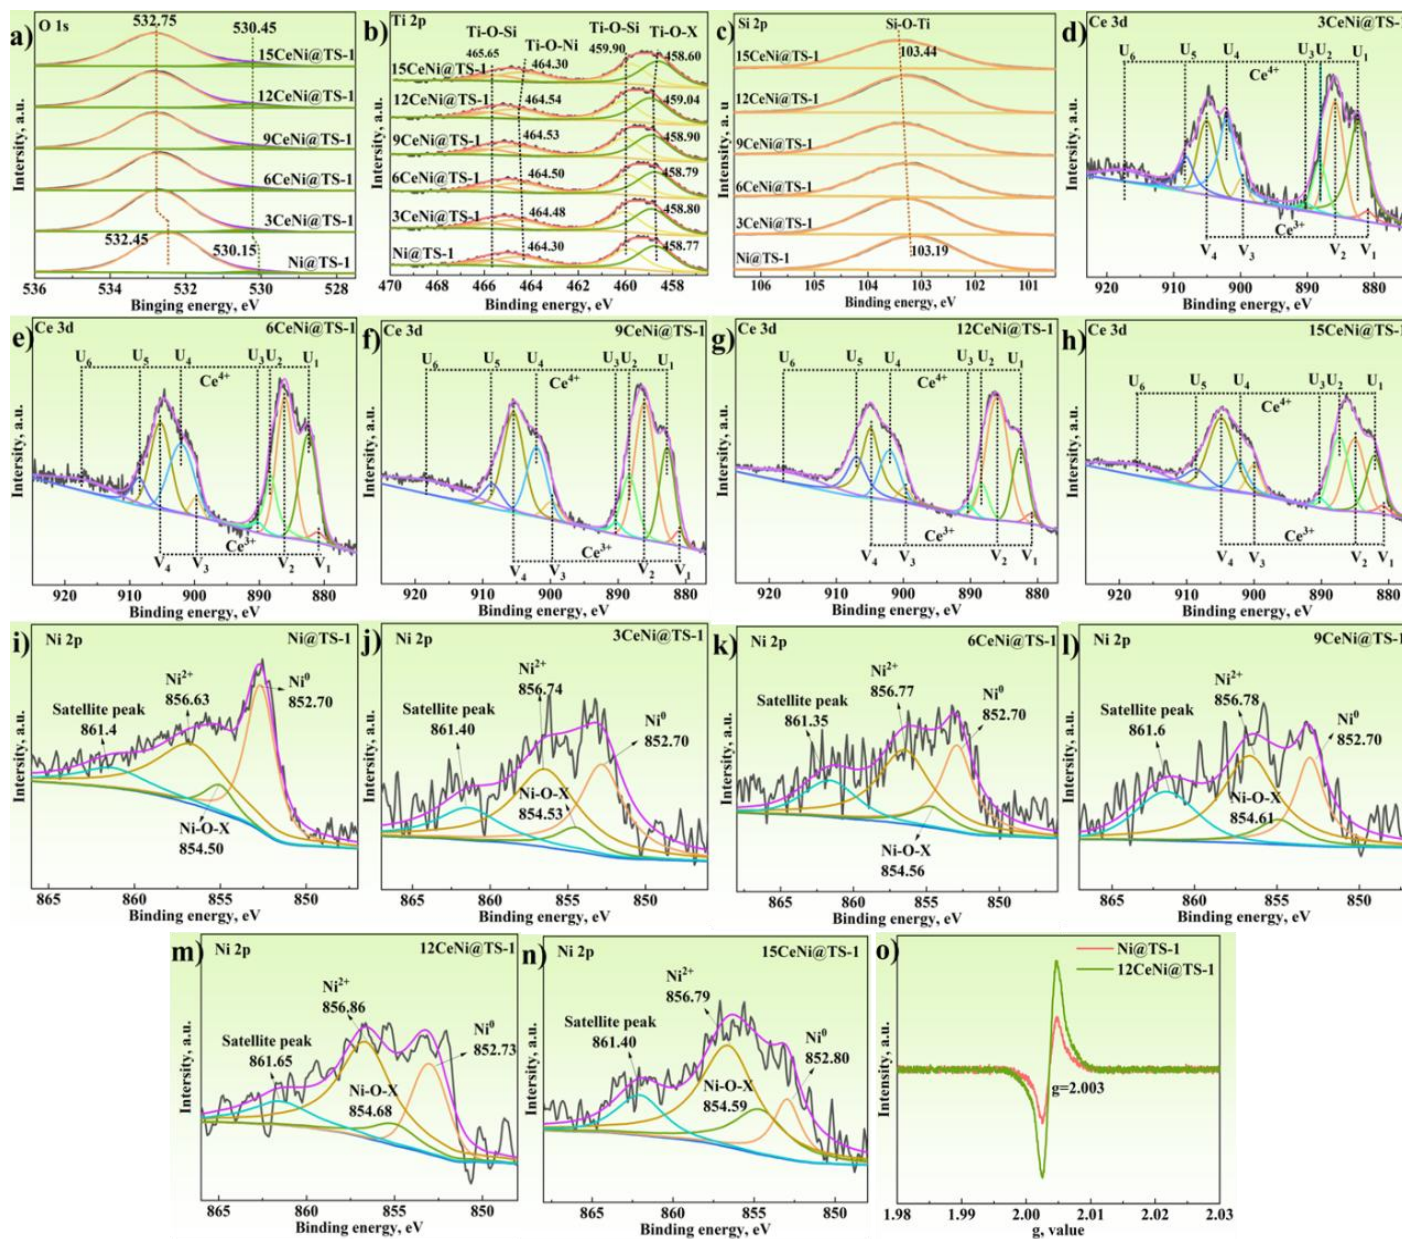 a) O 1s
532.75
530.45
15CeNi@TS-1
12CeNi@TS-1
9CeNi@TS-1
6CeNi@TS-1
3CeNi@TS-1
532.45
530.15
Ni@TS-1
536 534 532 530 528
Binging energy, eV
Intensity, a.u.
b) Ti 2p
Ti-O-Si
465.65
Ti-O-Ni
464.30
Ti-O-Si
459.90
Ti-O-X
458.60
15CeNi@TS-1
12CeNi@TS-1
464.54
459.04
9CeNi@TS-1
464.53
458.90
6CeNi@TS-1
464.50
458.79
3CeNi@TS-1
464.48
458.80
Ni@TS-1
464.30
458.77
470 468 466 464 462 460 458
Binding energy, eV
Intensity, a.u.
c) Si 2p
Si-O-Ti
103.44
15CeNi@TS-1
12CeNi@TS-1
9CeNi@TS-1
6CeNi@TS-1
3CeNi@TS-1
Ni@TS-1
103.19
106 105 104 103 102 101
Binding energy, eV
Intensity, a.u
d) Ce 3d
3CeNi@TS-1
U6 U5 U4 U3 U2 U1
Ce4+
Ce3+
V4 V3 V2 V1
920 910 900 890 880
Binding energy, eV
Intensity, a.u.
e) Ce 3d
6CeNi@TS-1
U6 U5 U4 U3 U2 U1
Ce4+
Ce3+
V4 V3 V2 V1
920 910 900 890 880
Binding energy, eV
Intensity, a.u.
f) Ce 3d
9CeNi@TS-1
U6 U5 U4 U3 U2 U1
Ce4+
Ce3+
V4 V3 V2 V1
920 910 900 890 880
Binding energy, eV
Intensity, a.u.
g) Ce 3d
12CeNi@TS-1
U6 U5 U4 U3 U2 U1
Ce4+
Ce3+
V4 V3 V2 V1
920 910 900 890 880
Binding energy, eV
Intensity, a.u.
h) Ce 3d
15CeNi@TS-1
U6 U5 U4 U3 U2 U1
Ce4+
Ce3+
V4 V3 V2 V1
920 910 900 890 880
Binding energy, eV
Intensity, a.u.
i) Ni 2p
Ni@TS-1
Ni2+
856.63
Ni0
852.70
Satellite peak
861.4
Ni-O-X
854.50
865 860 855 850
Binding energy, eV
Intensity, a.u.
j) Ni 2p
3CeNi@TS-1
Ni2+
856.74
Satellite peak
861.40
Ni0
852.70
Ni-O-X
854.53
865 860 855 850
Binding energy, eV
Intensity, a.u.
k) Ni 2p
6CeNi@TS-1
Ni2+
856.77
Satellite peak
861.35
Ni0
852.70
Ni-O-X
854.56
865 860 855 850
Binding energy, eV
Intensity, a.u.
l) Ni 2p
9CeNi@TS-1
Ni2+
856.78
Satellite peak
861.6
Ni0
852.70
Ni-O-X
854.61
865 860 855 850
Binding energy, eV
Intensity, a.u.
m) Ni 2p
12CeNi@TS-1
Ni2+
856.86
Satellite peak
861.65
Ni0
852.73
Ni-O-X
854.68
865 860 855 850
Binding energy, eV
Intensity, a.u.
n) Ni 2p
15CeNi@TS-1
Ni2+
856.79
Satellite peak
861.40
Ni0
852.80
Ni-O-X
854.59
865 860 855 850
Binding energy, eV
Intensity, a.u.
o)
Ni@TS-1
12CeNi@TS-1
g=2.003
1.98 1.99 2.00 2.01 2.02 2.03
g, value
Intensity, a.u.